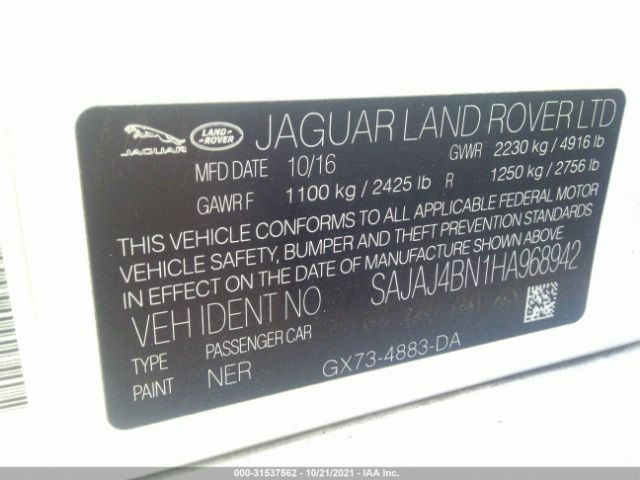 JAGUAR LAND ROVER JAGUAR LAND ROVER LTD
MFD DATE 10/16 GVWR 2230 kg / 4916 lb
GAWR F 1100 kg / 2425 lb R 1250 kg / 2756 lb
THIS VEHICLE CONFORMS TO ALL APPLICABLE FEDERAL MOTOR
VEHICLE SAFETY, BUMPER AND THEFT PREVENTION STANDARDS
IN EFFECT ON THE DATE OF MANUFACTURE SHOWN ABOVE
VEH IDENT NO SAJAJ4BN1HA968942
TYPE PASSENGER CAR
PAINT NER GX73-4883-DA
000-31537562 - 10/21/2021 - IAA Inc.